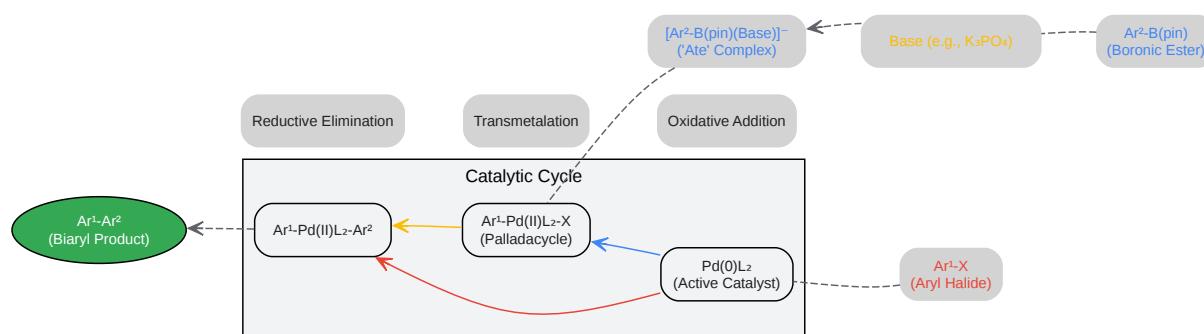 [Ar²-B(pin)(Base)]⁻
('Ate' Complex)
Base (e.g., K₃PO₄)
Ar²-B(pin)
(Boronic Ester)
Reductive Elimination
Transmetalation
Oxidative Addition
Catalytic Cycle
Ar¹-Ar²
(Biaryl Product)
Ar¹-Pd(II)L₂-Ar²
Ar¹-Pd(II)L₂-X
(Palladacycle)
Pd(0)L₂
(Active Catalyst)
Ar¹-X
(Aryl Halide)